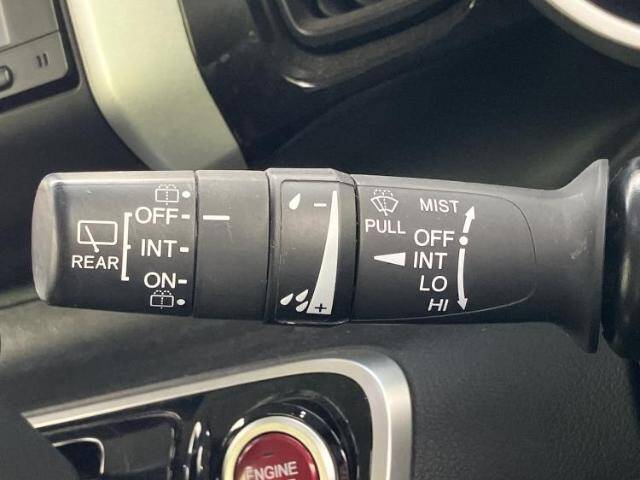 REAR
OFF
INT
ON
−
+
PULL
MIST
OFF
INT
LO
HI
ENGINE